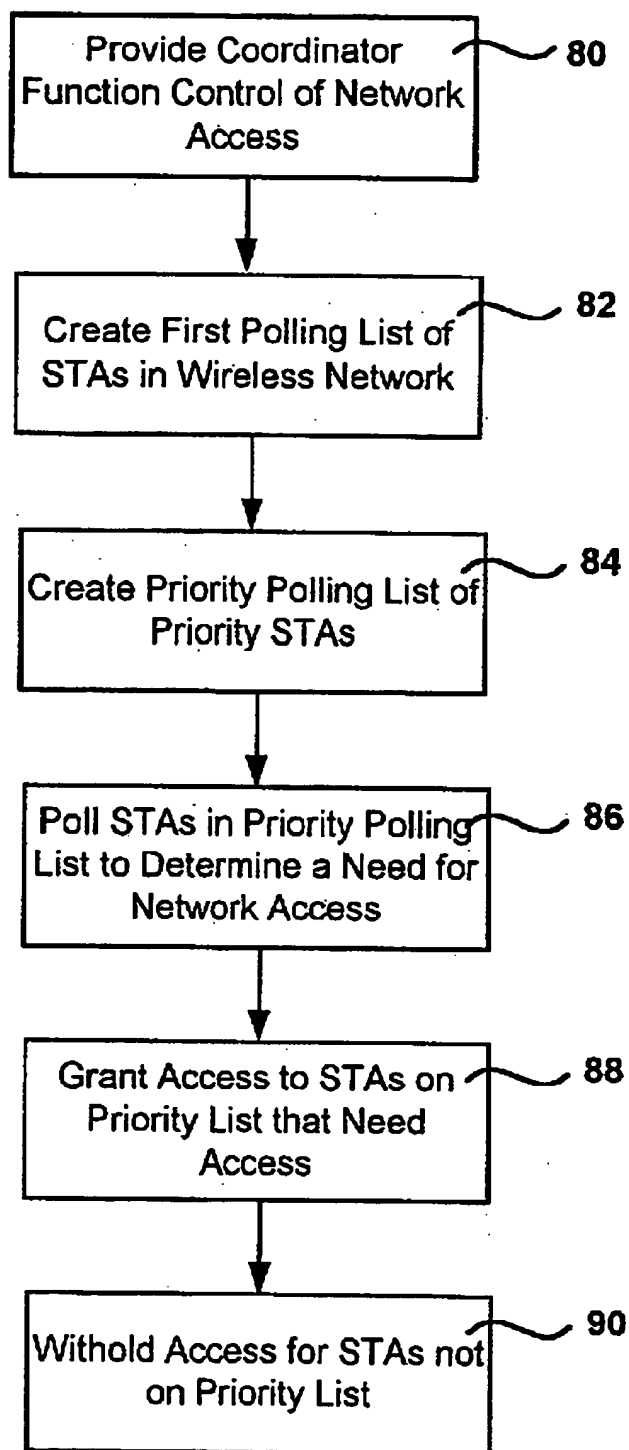 Provide Coordinator
Function Control of Network
Access
80
Create First Polling List of
STAs in Wireless Network
82
Create Priority Polling List of
Priority STAs
84
Poll STAs in Priority Polling
List to Determine a Need for
Network Access
86
Grant Access to STAs on
Priority List that Need
Access
88
Withold Access for STAs not
on Priority List
90